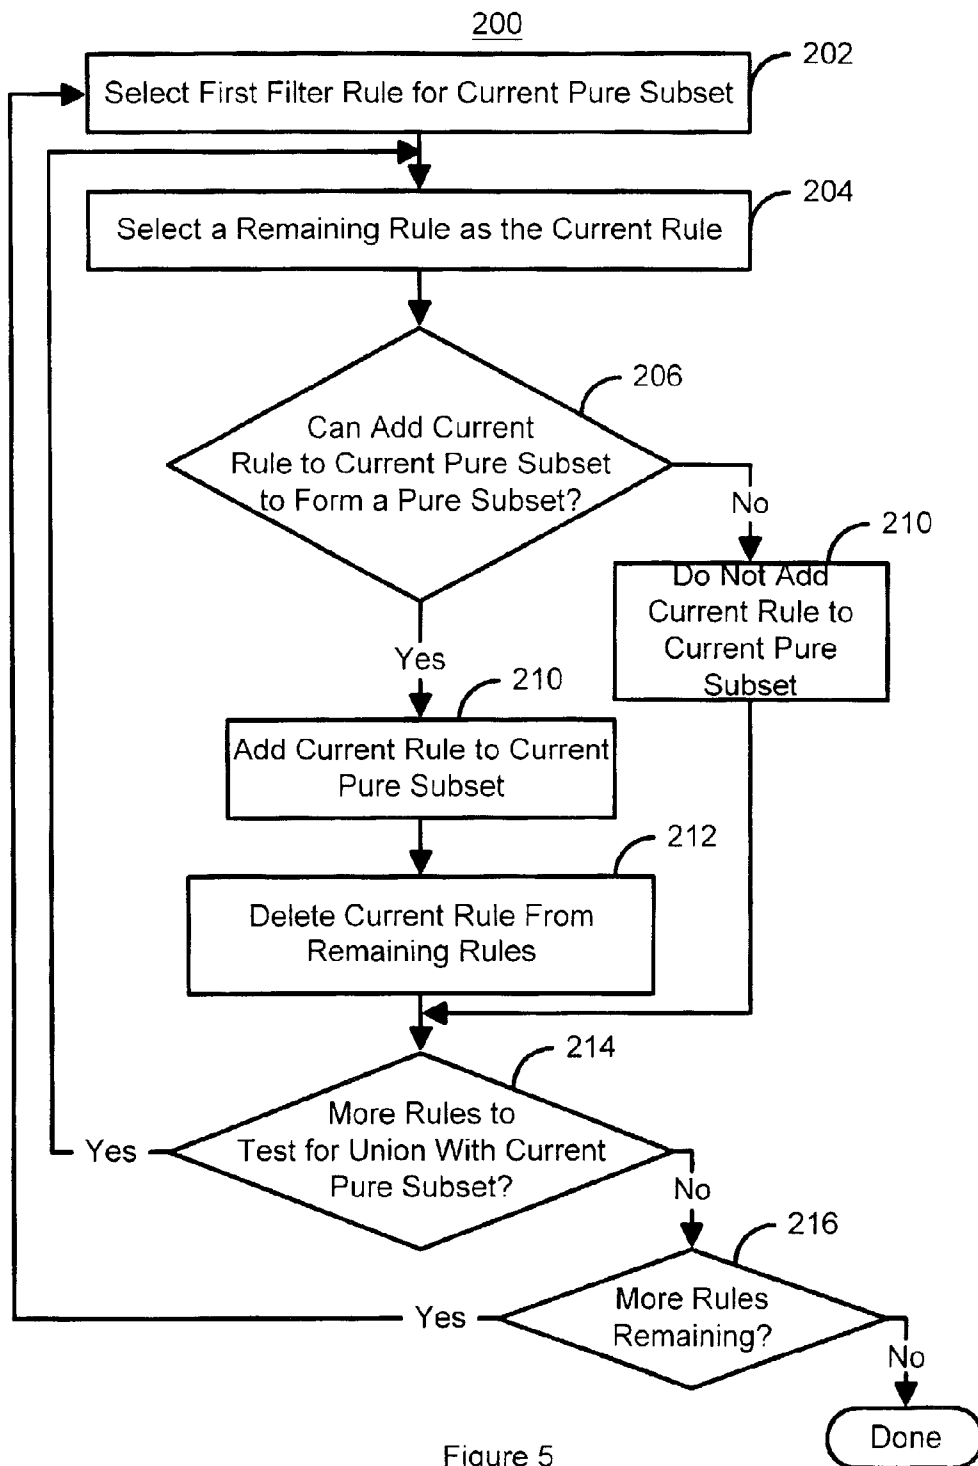 200
202
Select First Filter Rule for Current Pure Subset
204
Select a Remaining Rule as the Current Rule
206
Can Add Current
Rule to Current Pure Subset
to Form a Pure Subset?
No
210
Do Not Add
Current Rule to
Current Pure
Subset
Yes
210
Add Current Rule to Current
Pure Subset
212
Delete Current Rule From
Remaining Rules
214
More Rules to
Test for Union With Current
Pure Subset?
Yes
No
216
More Rules
Remaining?
Yes
No
Done
Figure 5